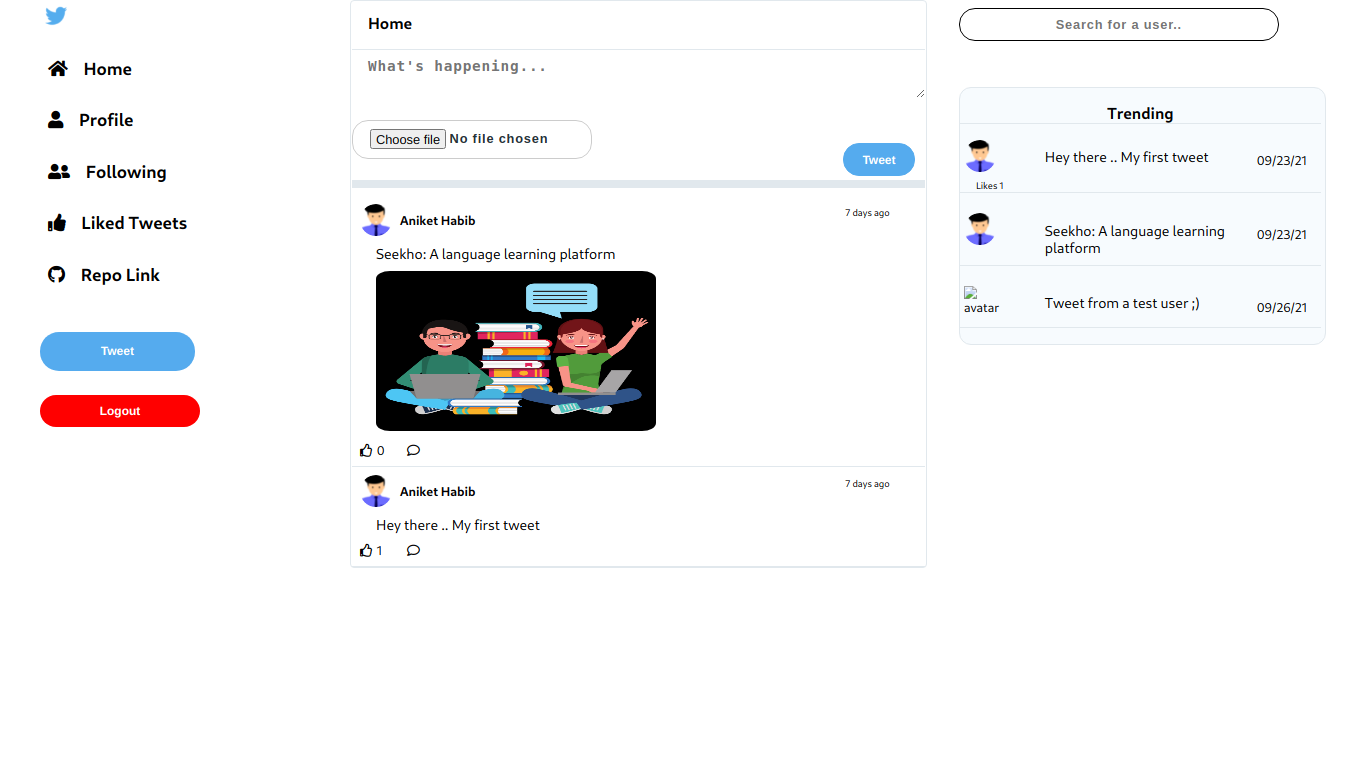 Home
Profile
Following
Liked Tweets
Repo Link
Tweet
Logout
Home
What's happening...
Choose file No file chosen
Tweet
Aniket Habib
7 days ago
Seekho: A language learning platform
0
Aniket Habib
7 days ago
Hey there .. My first tweet
1
Search for a user..
Trending
Hey there .. My first tweet
09/23/21
Likes 1
Seekho: A language learning
platform
09/23/21
avatar
Tweet from a test user ;)
09/26/21